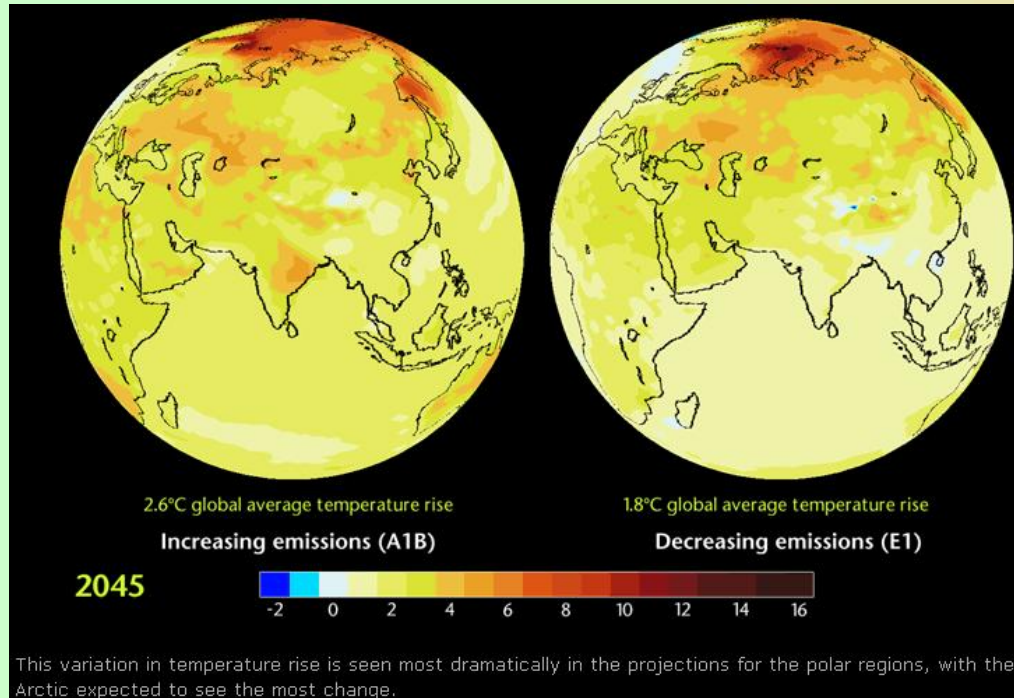 2.6°C global average temperature rise
1.8°C global average temperature rise
Increasing emissions (A1B)
Decreasing emissions (E1)
2045
-2 0 2 4 6 8 10 12 14 16
This variation in temperature rise is seen most dramatically in the projections for the polar regions, with the
Arctic expected to see the most change.